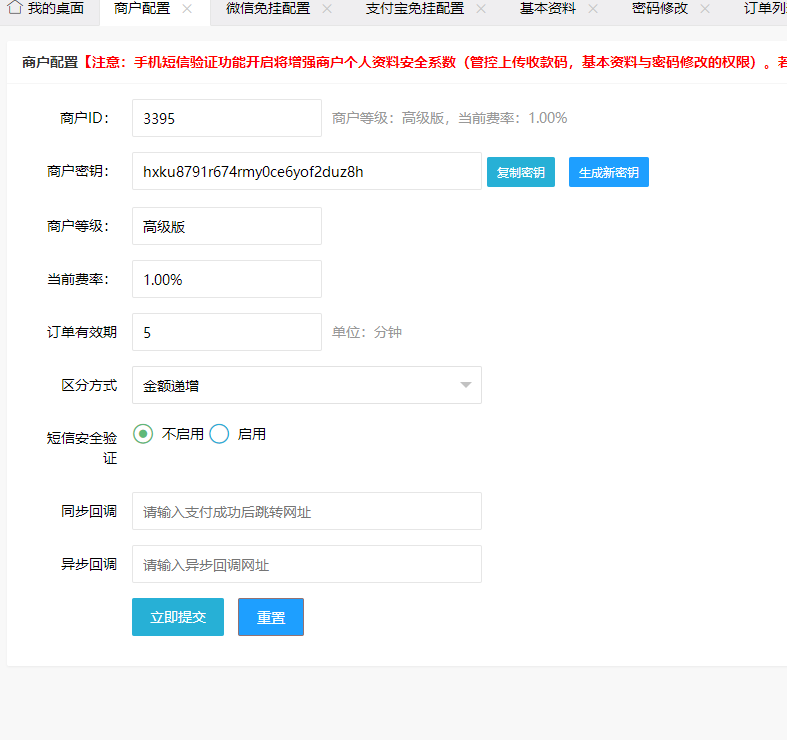 我的桌面 商户配置 微信免挂配置 支付宝免挂配置 基本资料 密码修改 订单列
商户配置【注意：手机短信验证功能开启将增强商户个人资料安全系数（管控上传收款码，基本资料与密码修改的权限）。若
商户ID： 3395 商户等级：高级版，当前费率：1.00%
商户密钥： hxku8791r674rmy0ce6yof2duz8h 复制密钥 生成新密钥
商户等级： 高级版
当前费率： 1.00%
订单有效期 5 单位：分钟
区分方式 金额递增
短信安全验 不启用 启用
证
同步回调 请输入支付成功后跳转网址
异步回调 请输入异步回调网址
立即提交 重置